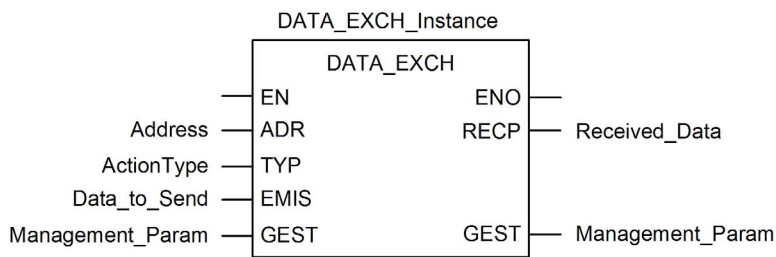 DATA_EXCH_Instance
DATA_EXCH
EN ENO
Address ADR RECP Received_Data
ActionType TYP
Data_to_Send EMIS
Management_Param GEST GEST Management_Param